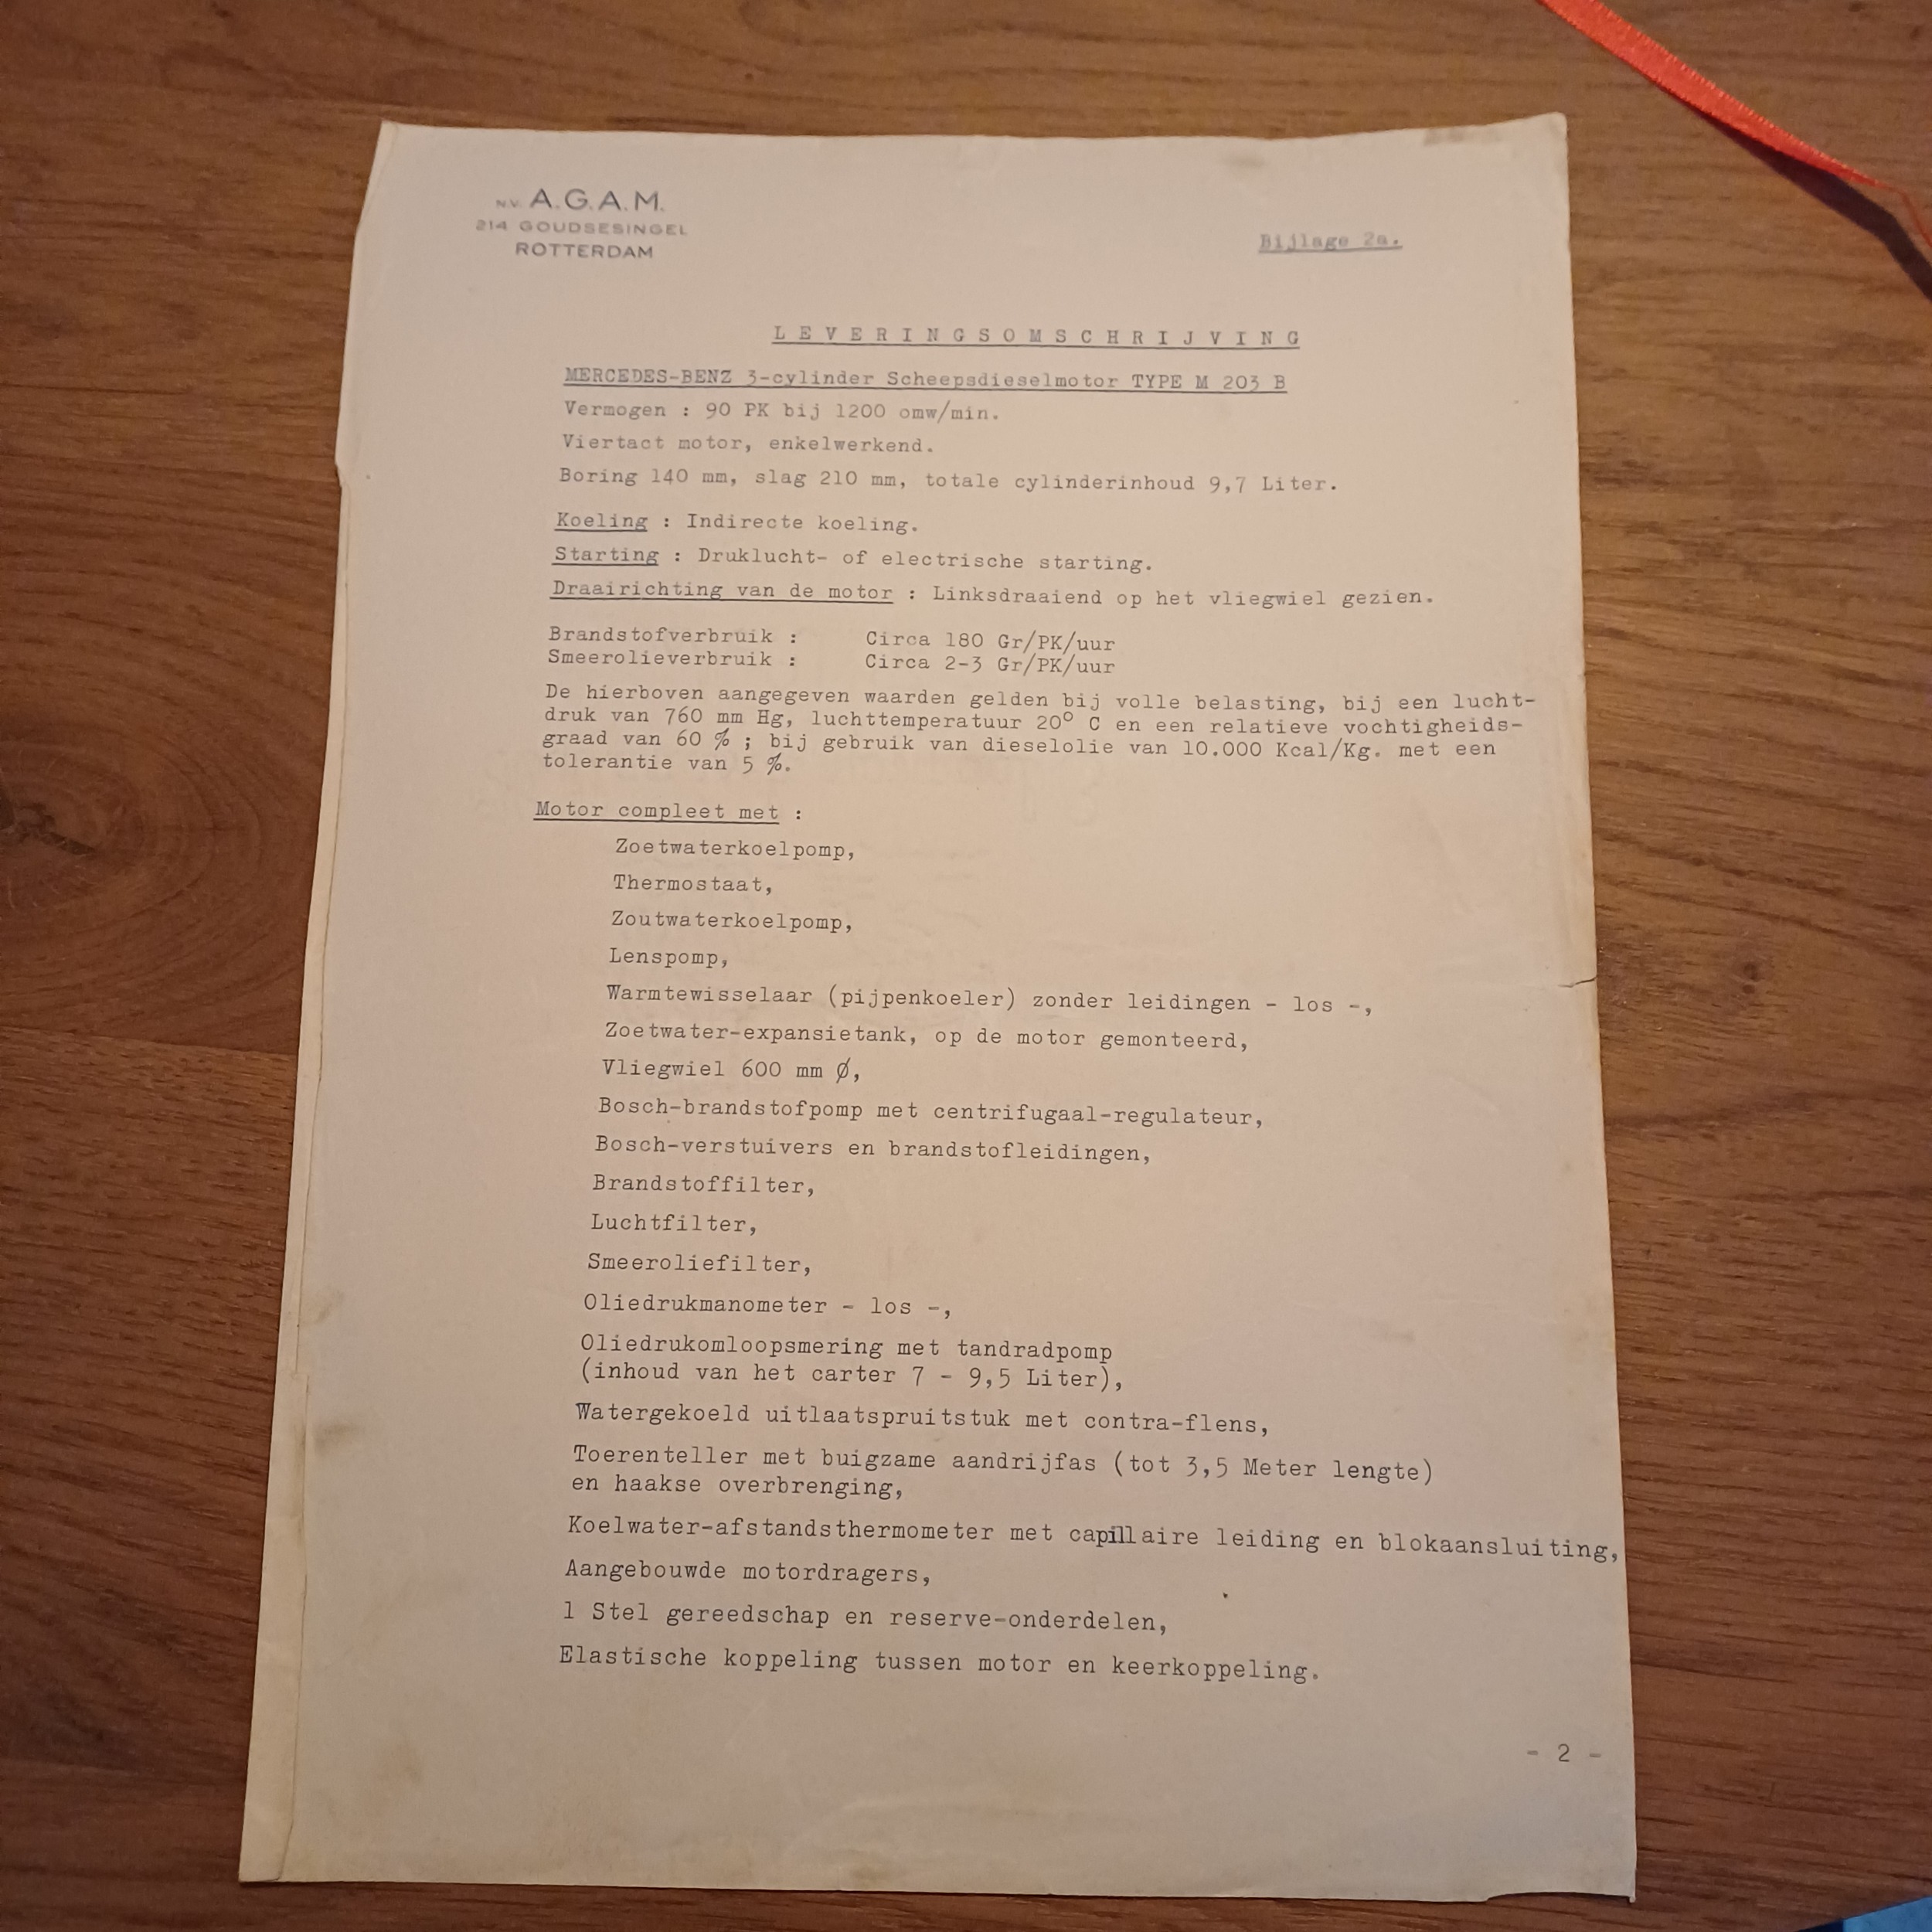 N.V. A.G.A.M.
214 GOUDSESINGEL
ROTTERDAM
Bijlage 2a.
LEVERINGSOMSCHRIJVING
MERCEDES-BENZ 3-cylinder Scheepsdieselmotor TYPE M 203 B
Vermogen : 90 PK bij 1200 omw/min.
Viertact motor, enkelwerkend.
Boring 140 mm, slag 210 mm, totale cylinderinhoud 9,7 Liter.
Koeling : Indirecte koeling.
Starting : Druklucht- of electrische starting.
Draairichting van de motor : Linksdraaiend op het vliegwiel gezien.
Brandstofverbruik : Circa 180 Gr/PK/uur
Smeerolieverbruik : Circa 2-3 Gr/PK/uur
De hierboven aangegeven waarden gelden bij volle belasting, bij een lucht-
druk van 760 mm Hg, luchttemperatuur 20° C en een relatieve vochtigheids-
graad van 60 % ; bij gebruik van dieselolie van 10.000 Kcal/Kg. met een
tolerantie van 5 %.
Motor compleet met :
Zoetwaterkoelpomp,
Thermostaat,
Zoutwaterkoelpomp,
Lenspomp,
Warmtewisselaar (pijpenkoeler) zonder leidingen - los -,
Zoetwater-expansietank, op de motor gemonteerd,
Vliegwiel 600 mm Ø,
Bosch-brandstofpomp met centrifugaal-regulateur,
Bosch-verstuivers en brandstofleidingen,
Brandstoffilter,
Luchtfilter,
Smeeroliefilter,
Oliedrukmanometer - los -,
Oliedrukomloopsmering met tandradpomp
(inhoud van het carter 7 - 9,5 Liter),
Watergekoeld uitlaatspruitstuk met contra-flens,
Toerenteller met buigzame aandrijfas (tot 3,5 Meter lengte)
en haakse overbrenging,
Koelwater-afstandsthermometer met capillaire leiding en blokaansluiting,
Aangebouwde motordragers,
1 Stel gereedschap en reserve-onderdelen,
Elastische koppeling tussen motor en keerkoppeling.
- 2 -